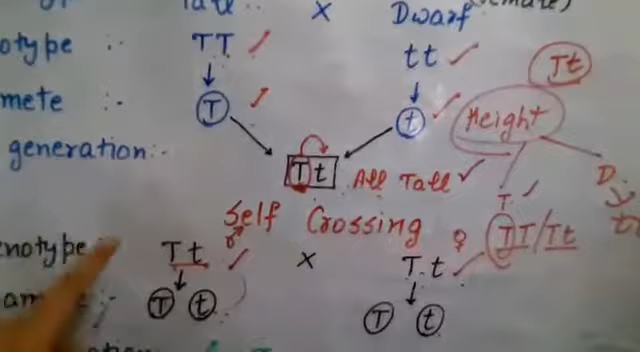 Tall × Dwarf
otype :- TT tt
Tt
mete :- T t
Height
generation :-
Tt All Tall
T D
Self Crossing
TT/Tt tt
notype :- Tt × Tt
T t T t